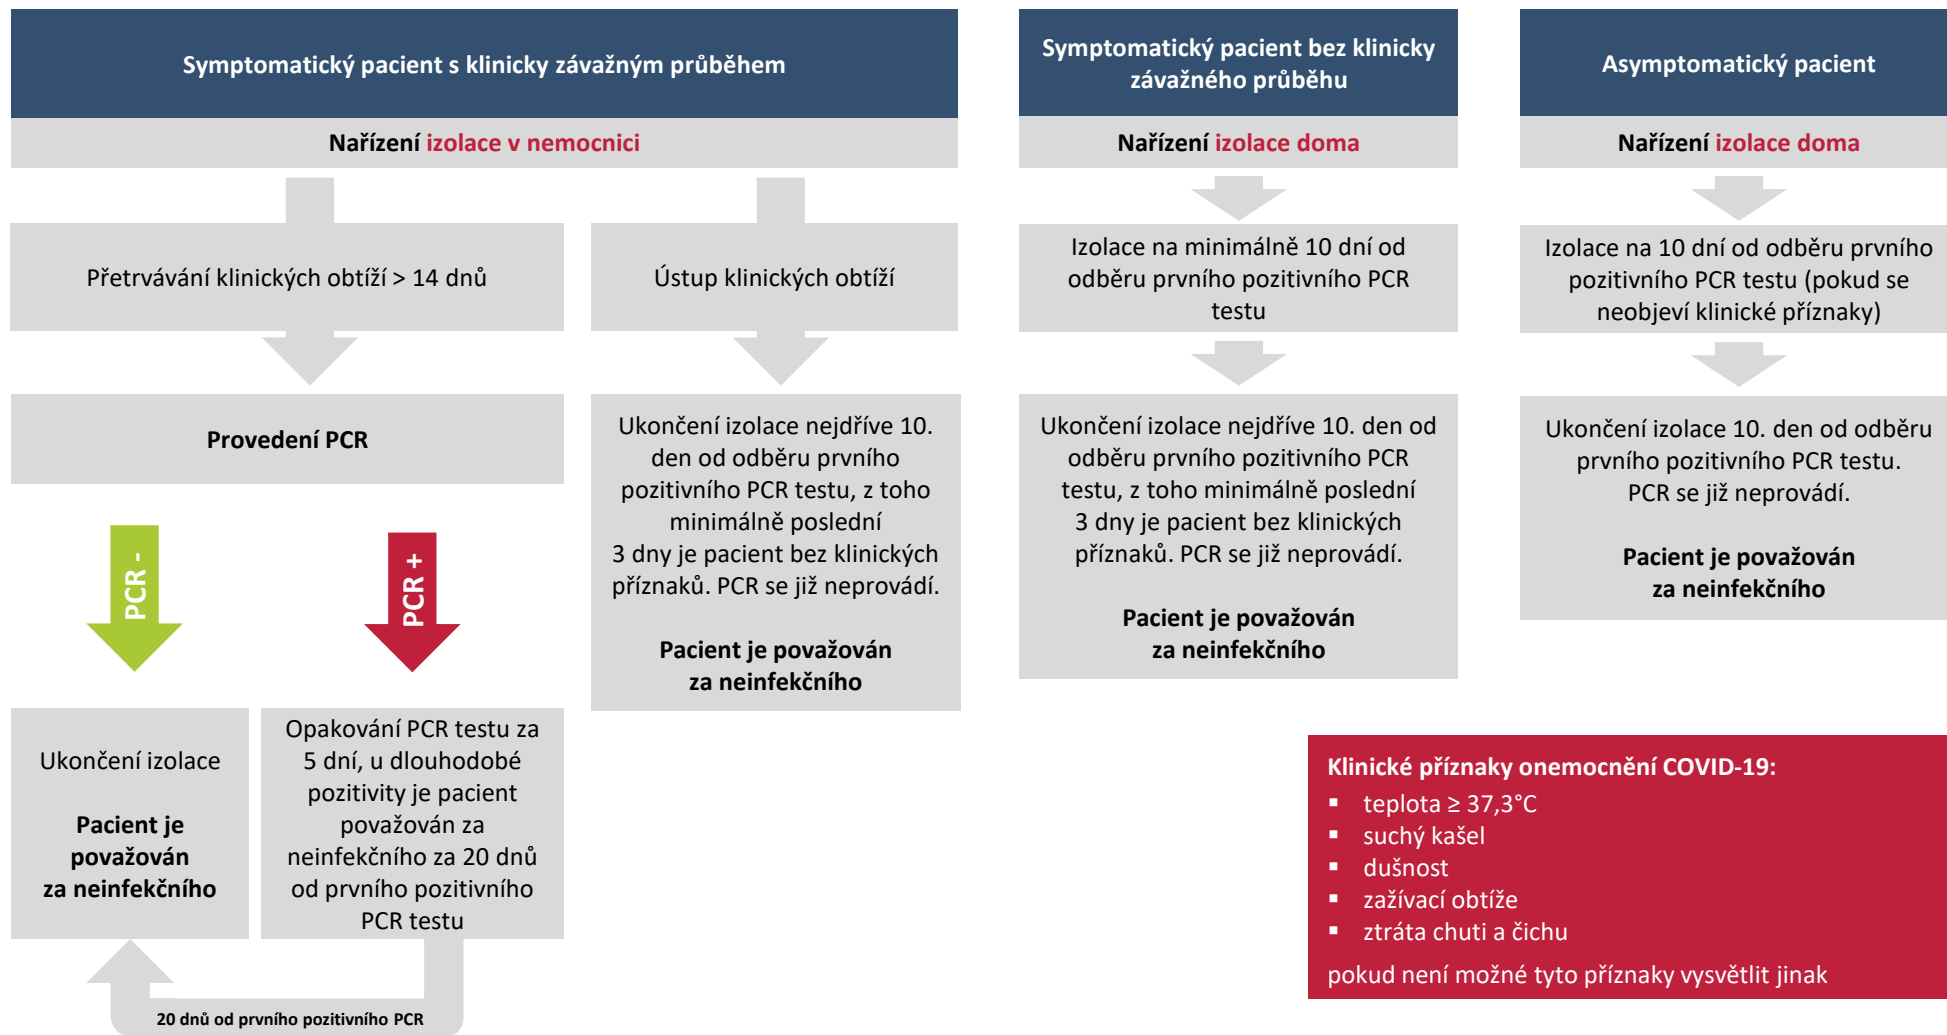 Symptomatický pacient s klinicky závažným průběhem
Nařízení izolace v nemocnici
Přetrvávání klinických obtíží > 14 dnů
Provedení PCR
PCR -
PCR +
Ukončení izolace
Pacient je
považován
za neinfekčního
Opakování PCR testu za
5 dní, u dlouhodobé
pozitivity je pacient
považován za
neinfekčního za 20 dnů
od prvního pozitivního
PCR testu
20 dnů od prvního pozitivního PCR
Ústup klinických obtíží
Ukončení izolace nejdříve 10.
den od odběru prvního
pozitivního PCR testu, z toho
minimálně poslední
3 dny je pacient bez klinických
příznaků. PCR se již neprovádí.
Pacient je považován
za neinfekčního
Symptomatický pacient bez klinicky
závažného průběhu
Nařízení izolace doma
Izolace na minimálně 10 dní od
odběru prvního pozitivního PCR
testu
Ukončení izolace nejdříve 10. den od
odběru prvního pozitivního PCR
testu, z toho minimálně poslední
3 dny je pacient bez klinických
příznaků. PCR se již neprovádí.
Pacient je považován
za neinfekčního
Asymptomatický pacient
Nařízení izolace doma
Izolace na 10 dní od odběru prvního
pozitivního PCR testu (pokud se
neobjeví klinické příznaky)
Ukončení izolace 10. den od odběru
prvního pozitivního PCR testu.
PCR se již neprovádí.
Pacient je považován
za neinfekčního
Klinické příznaky onemocnění COVID-19:
▪ teplota ≥ 37,3°C
▪ suchý kašel
▪ dušnost
▪ zažívací obtíže
▪ ztráta chuti a čichu
pokud není možné tyto příznaky vysvětlit jinak